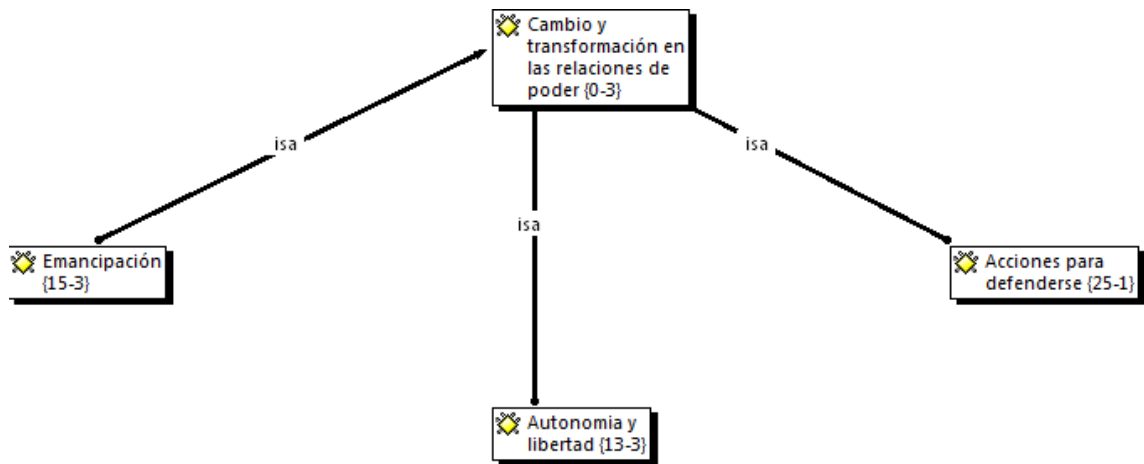 Cambio y
transformación en
las relaciones de
poder {0-3}
isa
isa
isa
Emancipación
{15-3}
Acciones para
defenderse {25-1}
Autonomia y
libertad {13-3}